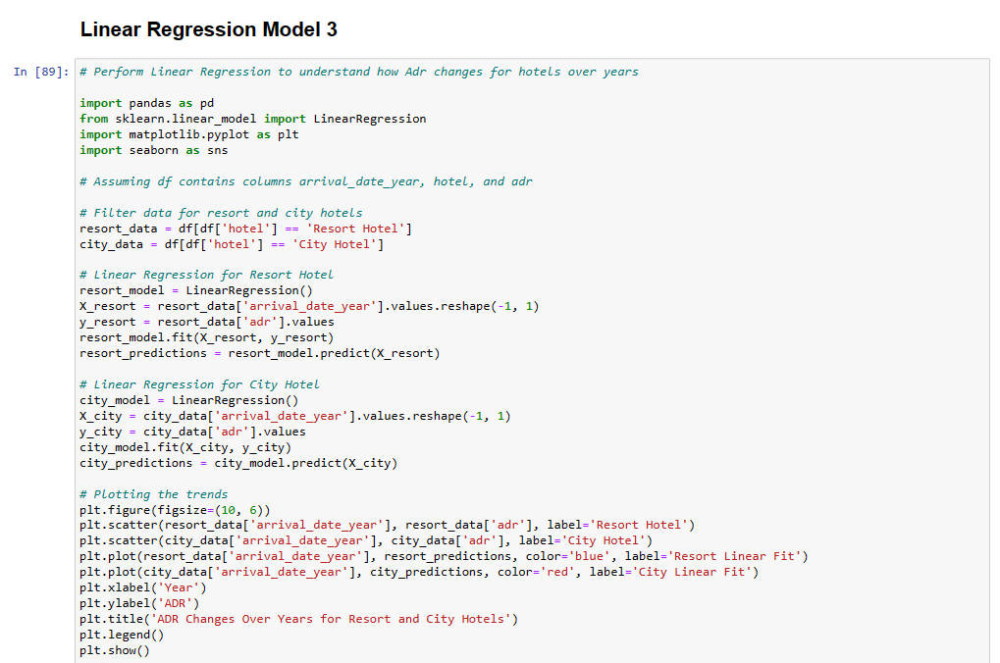 Linear Regression Model 3
In [89]: # Perform Linear Regression to understand how Adr changes for hotels over years
import pandas as pd
from sklearn.linear_model import LinearRegression
import matplotlib.pyplot as plt
import seaborn as sns
# Assuming df contains columns arrival_date_year, hotel, and adr
# Filter data for resort and city hotels
resort_data = df[df['hotel'] == 'Resort Hotel']
city_data = df[df['hotel'] == 'City Hotel']
# Linear Regression for Resort Hotel
resort_model = LinearRegression()
X_resort = resort_data['arrival_date_year'].values.reshape(-1, 1)
y_resort = resort_data['adr'].values
resort_model.fit(X_resort, y_resort)
resort_predictions = resort_model.predict(X_resort)
# Linear Regression for City Hotel
city_model = LinearRegression()
X_city = city_data['arrival_date_year'].values.reshape(-1, 1)
y_city = city_data['adr'].values
city_model.fit(X_city, y_city)
city_predictions = city_model.predict(X_city)
# Plotting the trends
plt.figure(figsize=(10, 6))
plt.scatter(resort_data['arrival_date_year'], resort_data['adr'], label='Resort Hotel')
plt.scatter(city_data['arrival_date_year'], city_data['adr'], label='City Hotel')
plt.plot(resort_data['arrival_date_year'], resort_predictions, color='blue', label='Resort Linear Fit')
plt.plot(city_data['arrival_date_year'], city_predictions, color='red', label='City Linear Fit')
plt.xlabel('Year')
plt.ylabel('ADR')
plt.title('ADR Changes Over Years for Resort and City Hotels')
plt.legend()
plt.show()